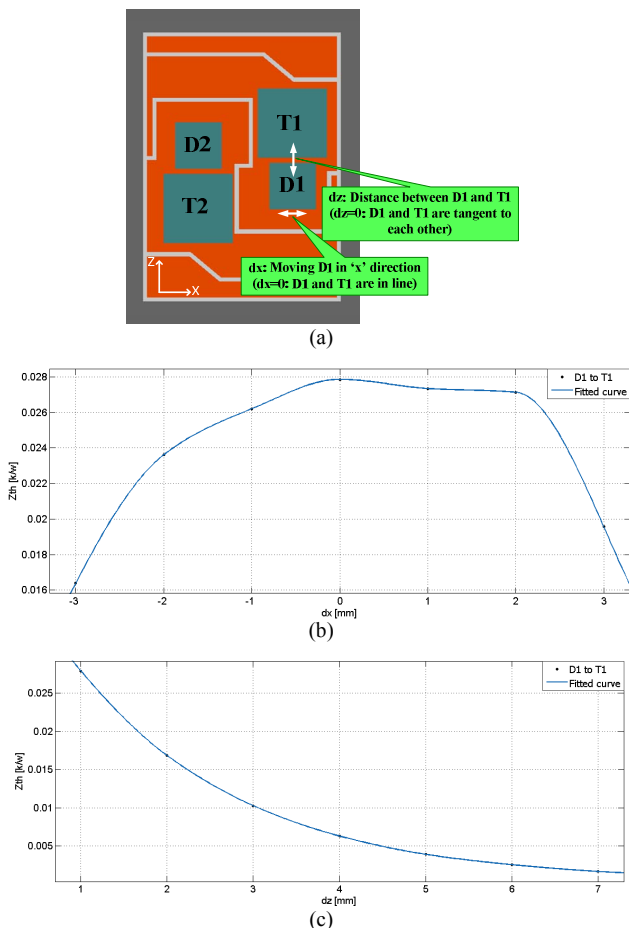 T1
D2
D1
T2
dz: Distance between D1 and T1
(dz=0: D1 and T1 are tangent to
each other)
dx: Moving D1 in ‘x’ direction
(dx=0: D1 and T1 are in line)
Z
X
(a)
0.028
0.026
0.024
0.022
0.02
0.018
0.016
Zth [k/w]
D1 to T1
Fitted curve
-3 -2 -1 0 1 2 3
dx [mm]
(b)
0.025
0.02
0.015
0.01
0.005
Zth [k/w]
D1 to T1
Fitted curve
1 2 3 4 5 6 7
dz [mm]
(c)